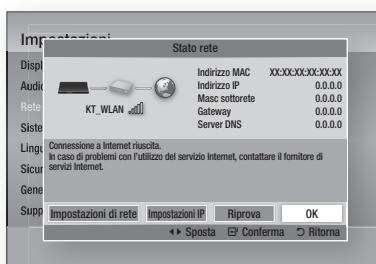 Impostazioni
Stato rete
Displ
Audio
Rete
Siste
Lingu
Sicur
Gene
Supp
KT_WLAN
Indirizzo MAC XX:XX:XX:XX:XX:XX
Indirizzo IP 0.0.0.0
Masc sottorete 0.0.0.0
Gateway 0.0.0.0
Server DNS 0.0.0.0
Connessione a Internet riuscita.
In caso di problemi con l'utilizzo del servizio Internet, contattare il fornitore di
servizi Internet.
Impostazioni di rete Impostazioni IP Riprova OK
Sposta Conferma Ritorna